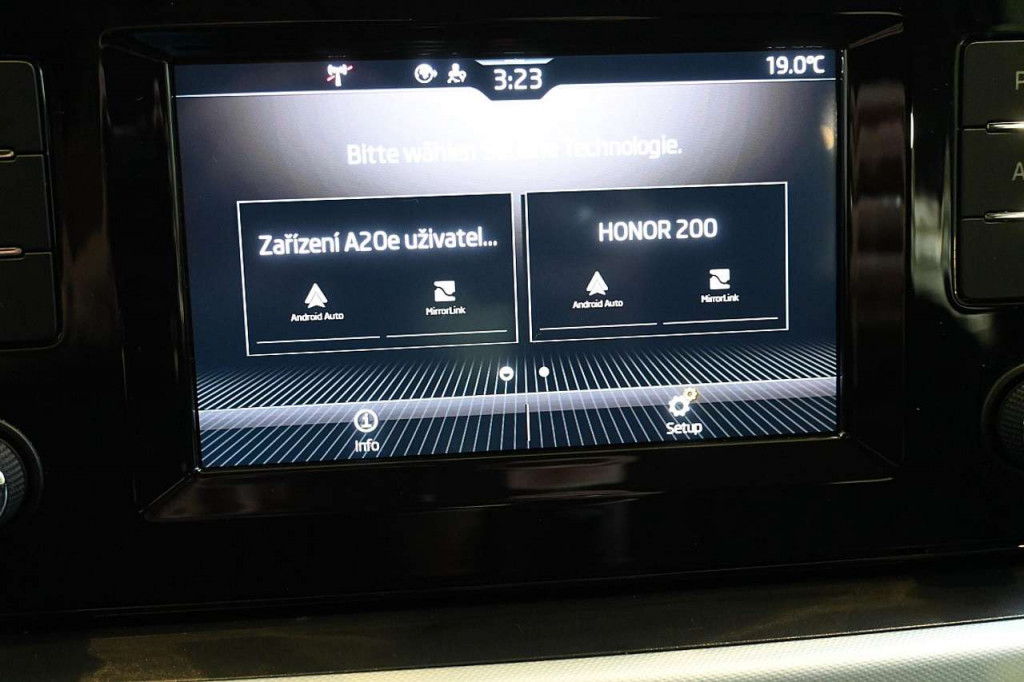 3:23
19.0°C
Bitte wählen Technologie.
Zařízení A20e uživatel...
Android Auto
MirrorLink
HONOR 200
Android Auto
MirrorLink
Info
Setup